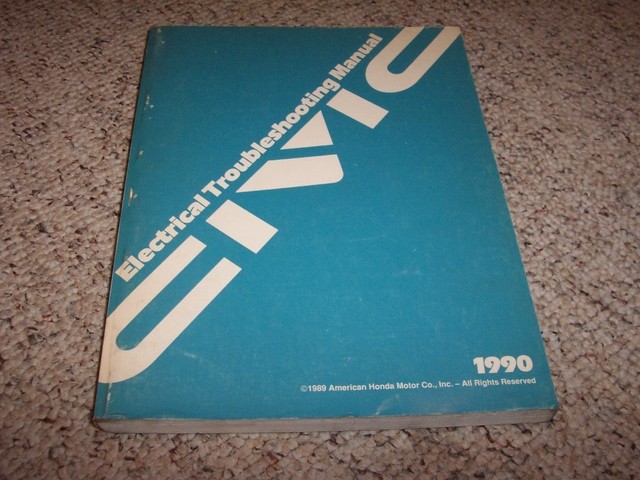 Electrical Troubleshooting Manual
CIVIC
1990
©1989 American Honda Motor Co., Inc. – All Rights Reserved